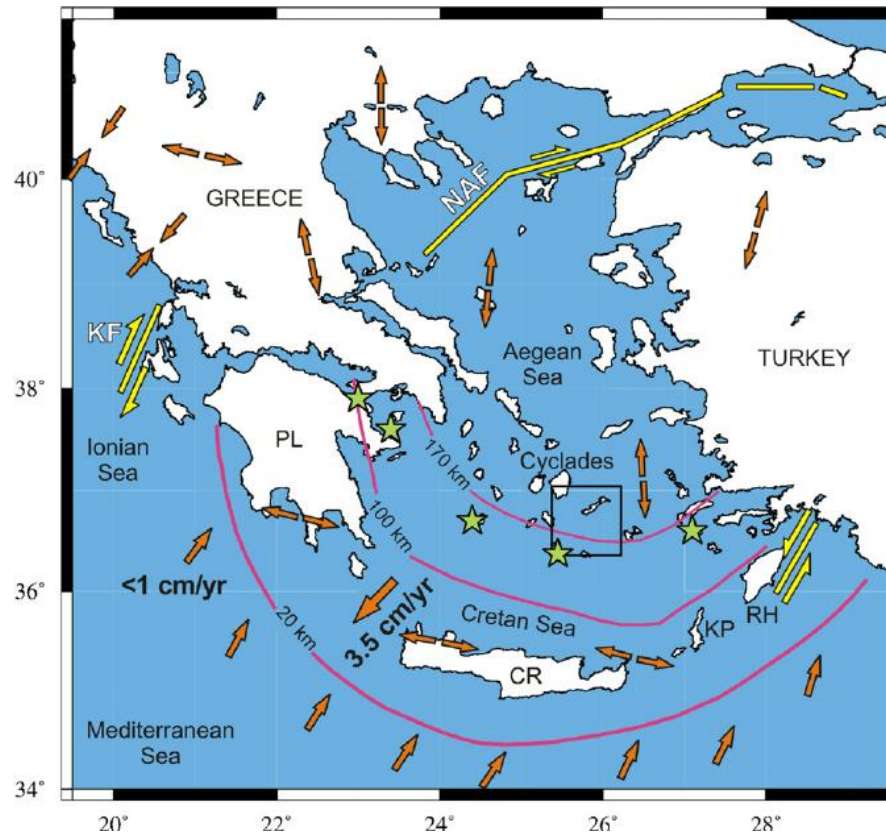 40°
38°
36°
34°
20°
22°
24°
26°
28°
GREECE
NAF
KF
Aegean
Sea
TURKEY
Ionian
Sea
PL
170 km
Cyclades
100 km
<1 cm/yr
20 km
3.5 cm/yr
Cretan Sea
KP
RH
CR
Mediterranean
Sea